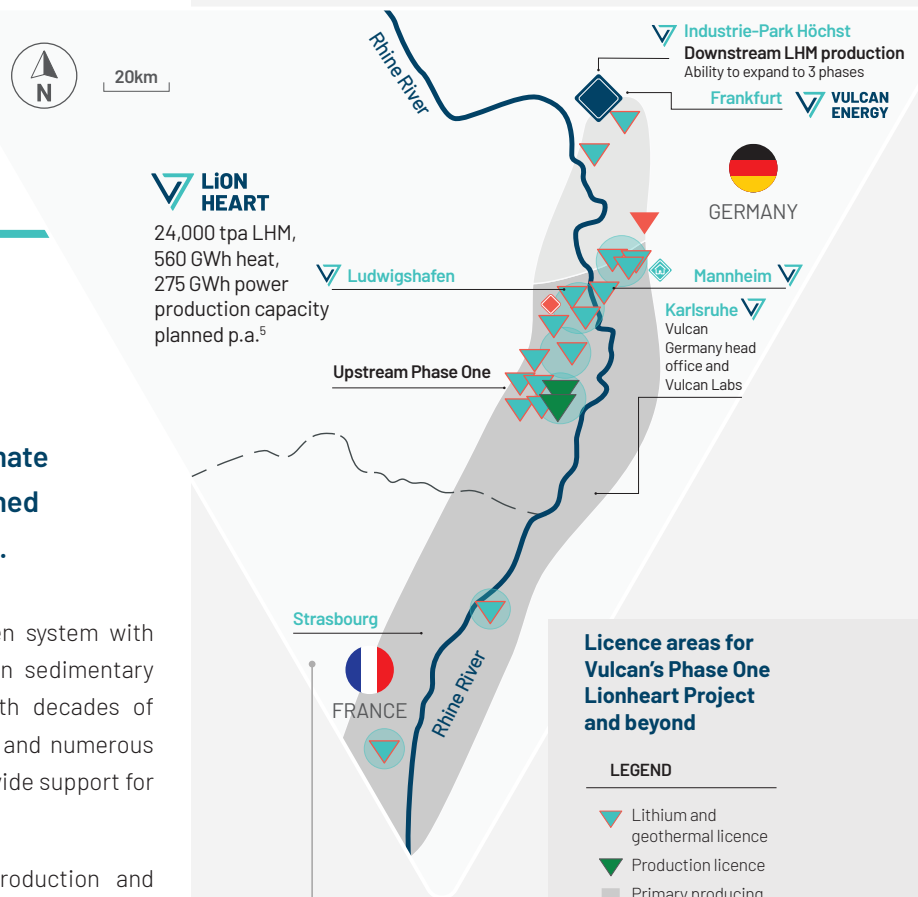 N
20km
Rhine River
Industrie-Park Höchst
Downstream LHM production
Ability to expand to 3 phases
Frankfurt
VULCAN
ENERGY
GERMANY
LiON
HEART
24,000 tpa LHM,
560 GWh heat,
275 GWh power
production capacity
planned p.a.⁵
Ludwigshafen
Mannheim
Karlsruhe
Vulcan
Germany head
office and
Vulcan Labs
Upstream Phase One
Strasbourg
FRANCE
Rhine River
en system with
n sedimentary
th decades of
and numerous
vide support for
roduction and
Licence areas for
Vulcan's Phase One
Lionheart Project
and beyond
LEGEND
Lithium and
geothermal licence
Production licence
Primary producing